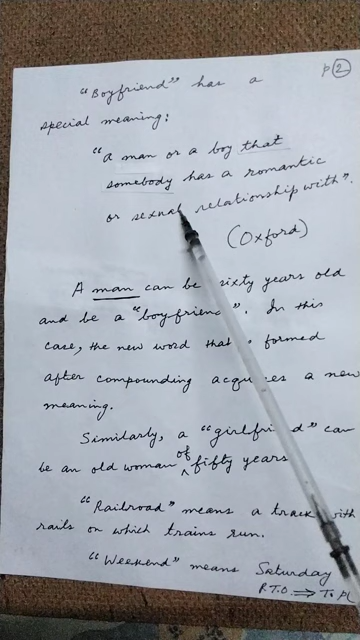 P 2
"Boyfriend" has a
special meaning:
"a man or a boy that
somebody has a romantic
or sexual relationship with".
(Oxford)
A man can be sixty years old
and be a "boyfriend". In this
case, the new word that formed
after compounding acquires a new
meaning.
Similarly, a "girlfriend" can
be an old woman of fifty years
"Railroad" means a track with
rails on which trains run.
"Weekend" means Saturday
P.T.O. → To P1